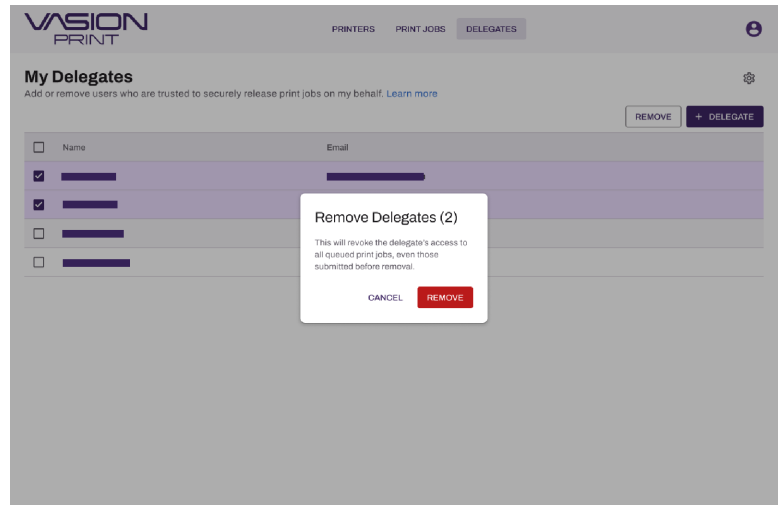 VASION
PRINT
PRINTERS PRINT JOBS DELEGATES
My Delegates
Add or remove users who are trusted to securely release print jobs on my behalf. Learn more
REMOVE + DELEGATE
Name Email
Remove Delegates (2)
This will revoke the delegate's access to
all queued print jobs, even those
submitted before removal.
CANCEL REMOVE